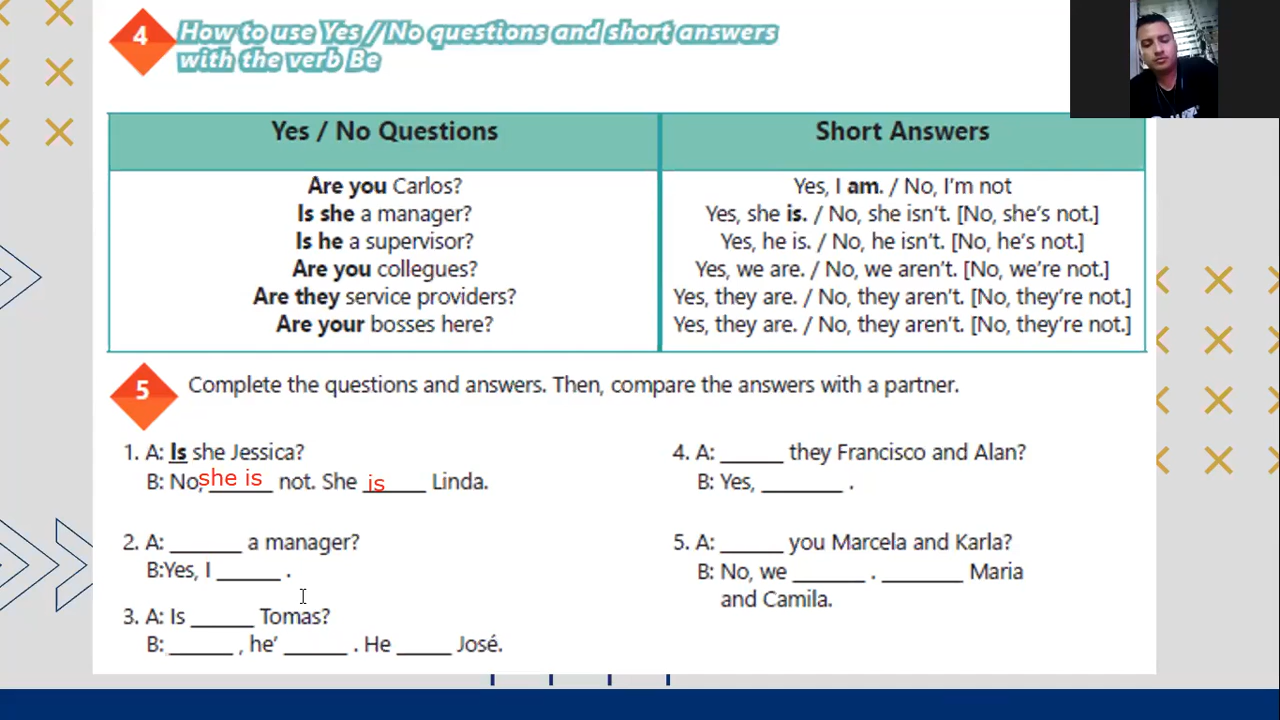 4
How to use Yes / No questions and short answers
with the verb Be
Yes / No Questions
Short Answers
Are you Carlos?
Yes, I am. / No, I'm not
Is she a manager?
Yes, she is. / No, she isn't. [No, she's not.]
Is he a supervisor?
Yes, he is. / No, he isn't. [No, he's not.]
Are you collegues?
Yes, we are. / No, we aren't. [No, we're not.]
Are they service providers?
Yes, they are. / No, they aren't. [No, they're not.]
Are your bosses here?
Yes, they are. / No, they aren't. [No, they're not.]
5
Complete the questions and answers. Then, compare the answers with a partner.
1. A: Is she Jessica?
B: No, she is not. She is Linda.
2. A: ______ a manager?
B:Yes, I ______ .
3. A: Is ______ Tomas?
B: ______ , he' ______ . He _____ José.
4. A: ______ they Francisco and Alan?
B: Yes, ________ .
5. A: ______ you Marcela and Karla?
B: No, we _______ . ________ Maria
and Camila.